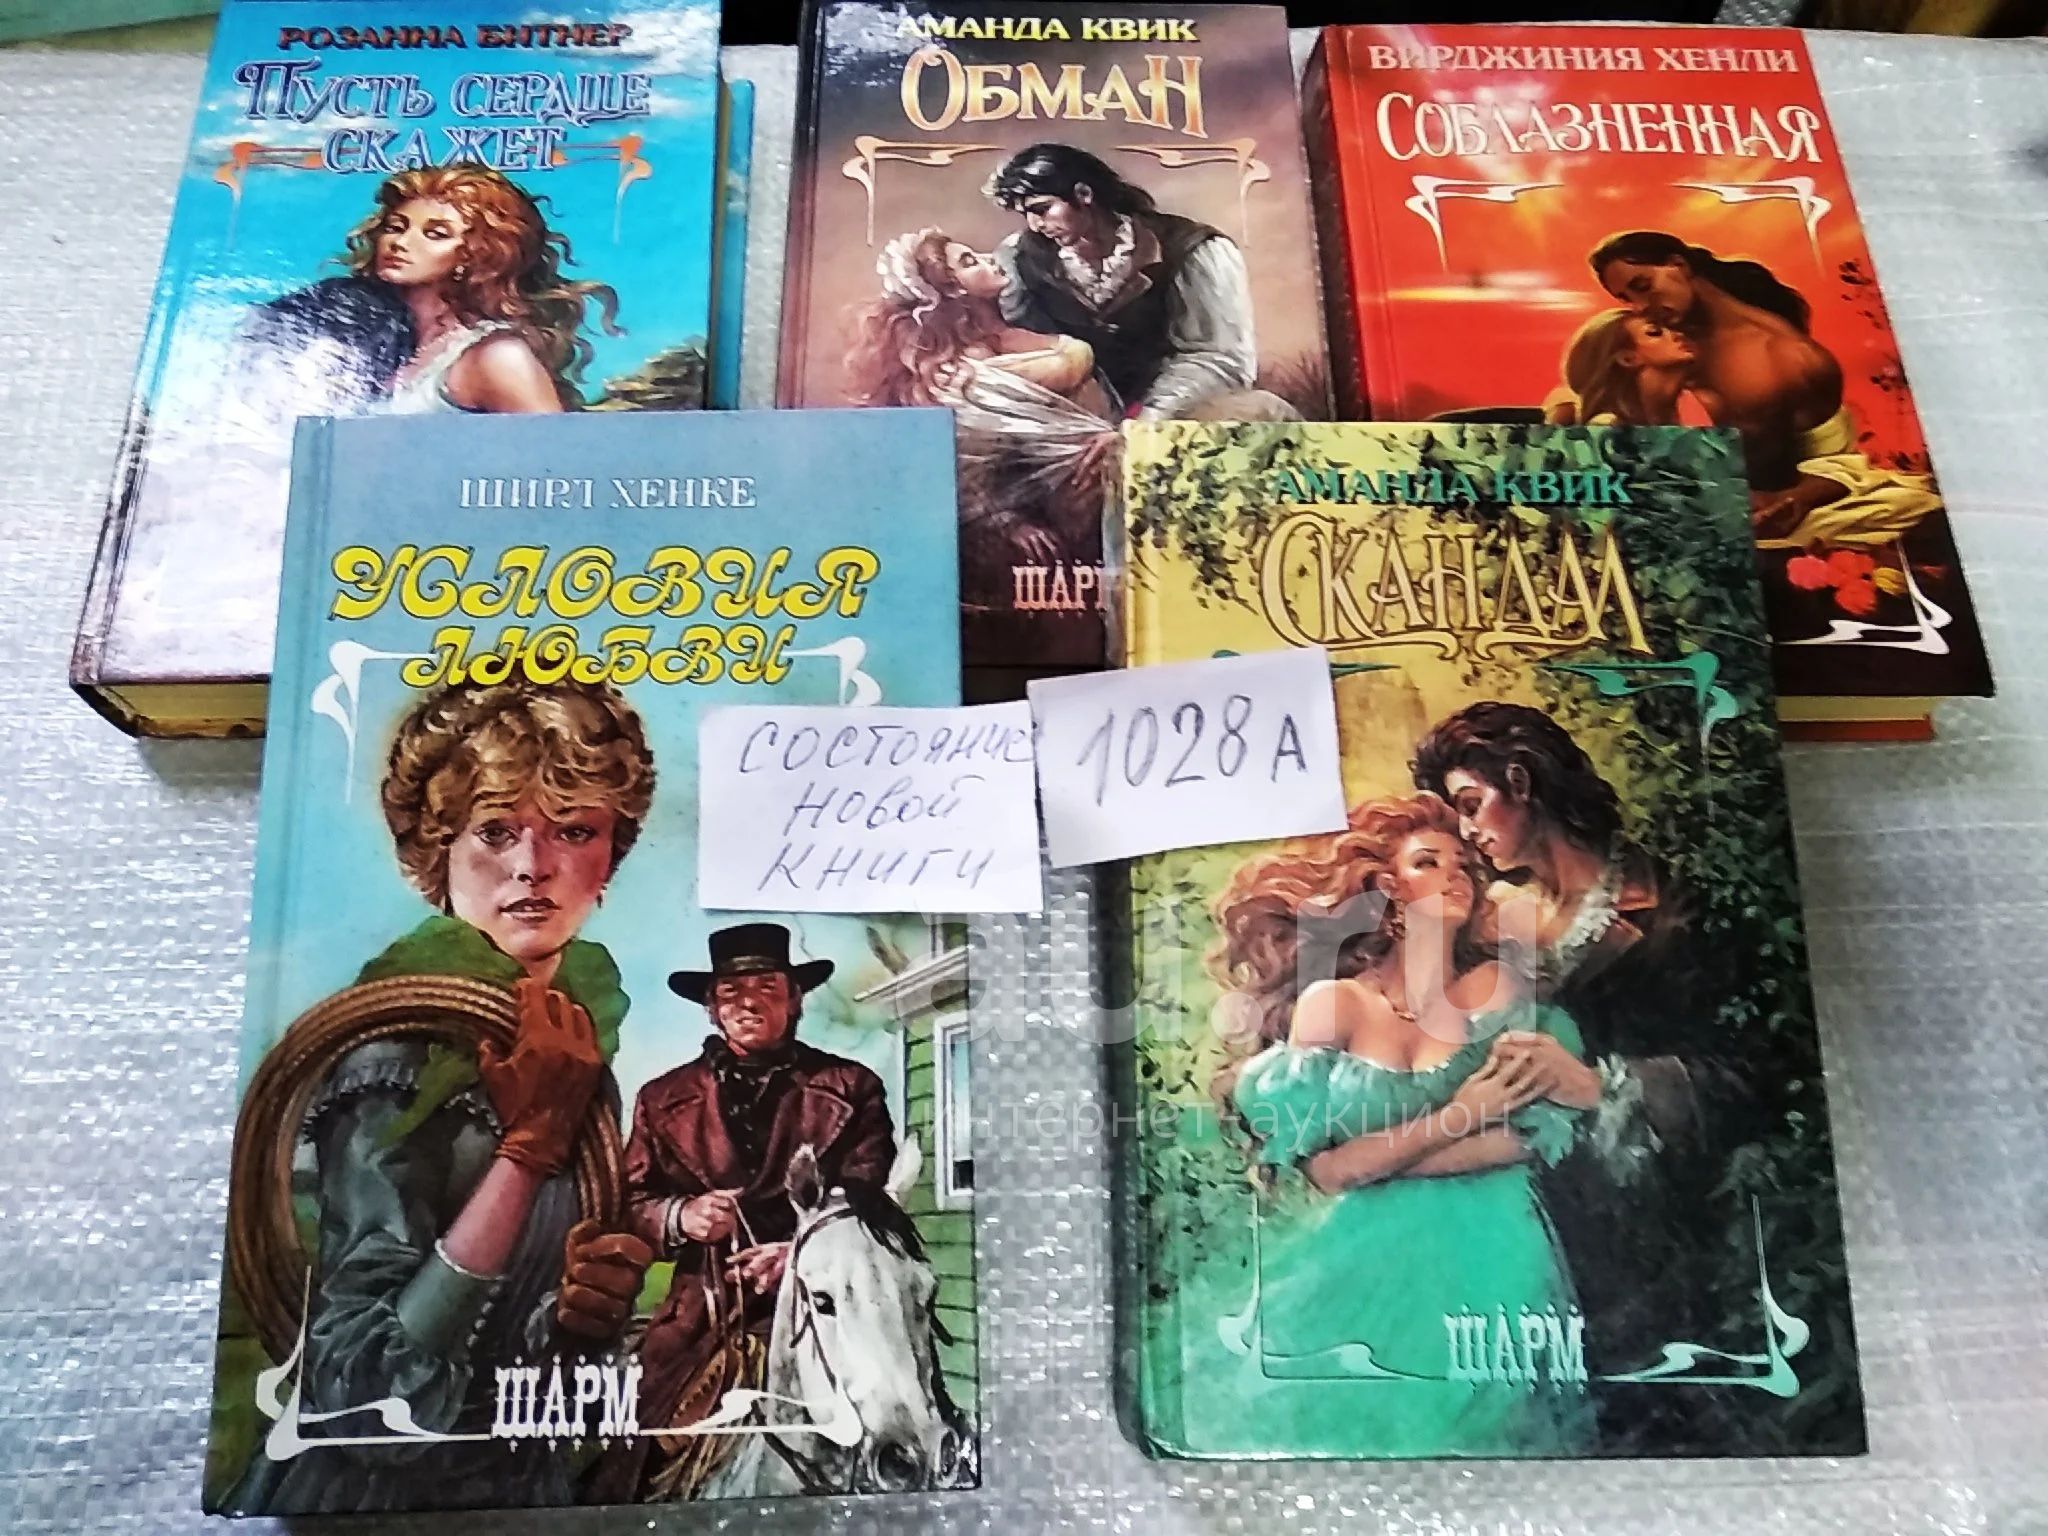 РОЗАННА БИТНЕР
ПУСТЬ СЕРДЦЕ
СКАЖЕТ
АМАНДА КВИК
ОБМАН
ШАРМ
ВИРДЖИНИЯ ХЕНЛИ
СОБЛАЗНЕННАЯ
ШИРЛ ХЕНКЕ
УСЛОВИЯ
ЛЮБВИ
ШАРМ
АМАНДА КВИК
СКАНДАЛ
ШАРМ
СОСТОЯНИЕ
НОВОЙ
КНИГИ
1028А
au.ru
интернет-аукцион